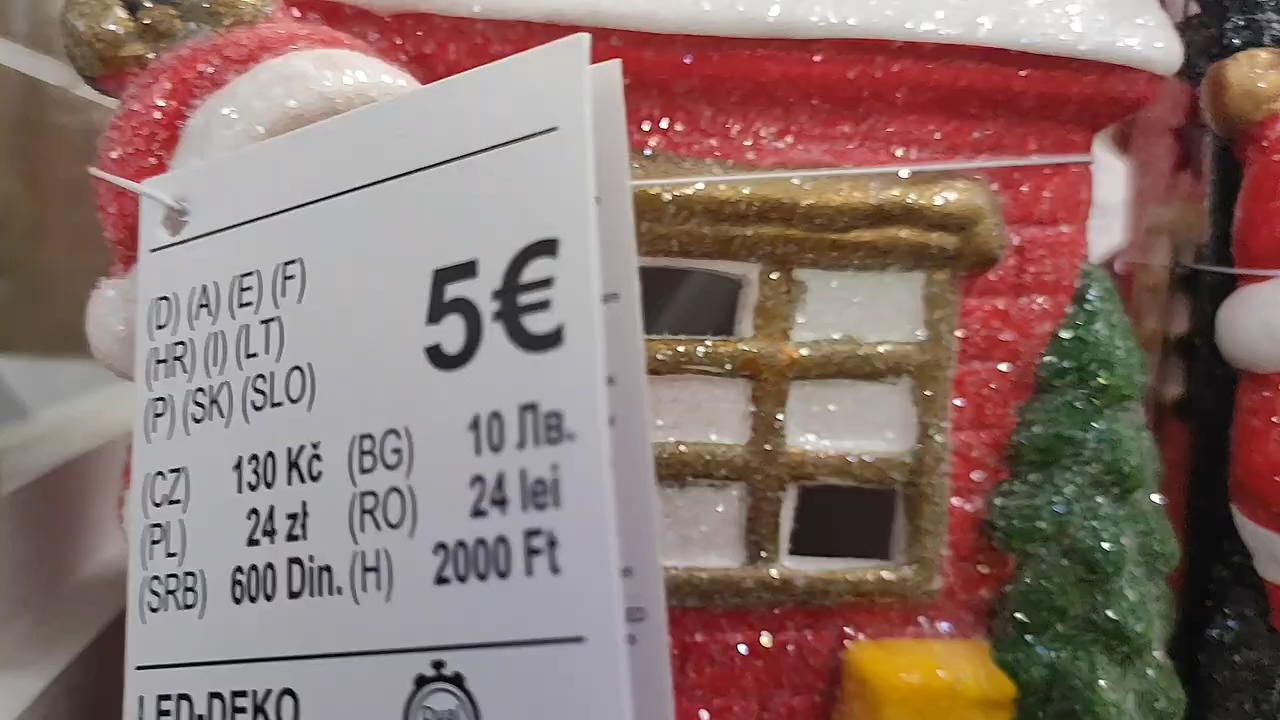 (D) (A) (E) (F)
(HR) (I) (LT)
(P) (SK) (SLO)
5€
(CZ) 130 Kč (BG) 10 Лв.
(PL) 24 zł (RO) 24 lei
(SRB) 600 Din. (H) 2000 Ft
LED-DEKO